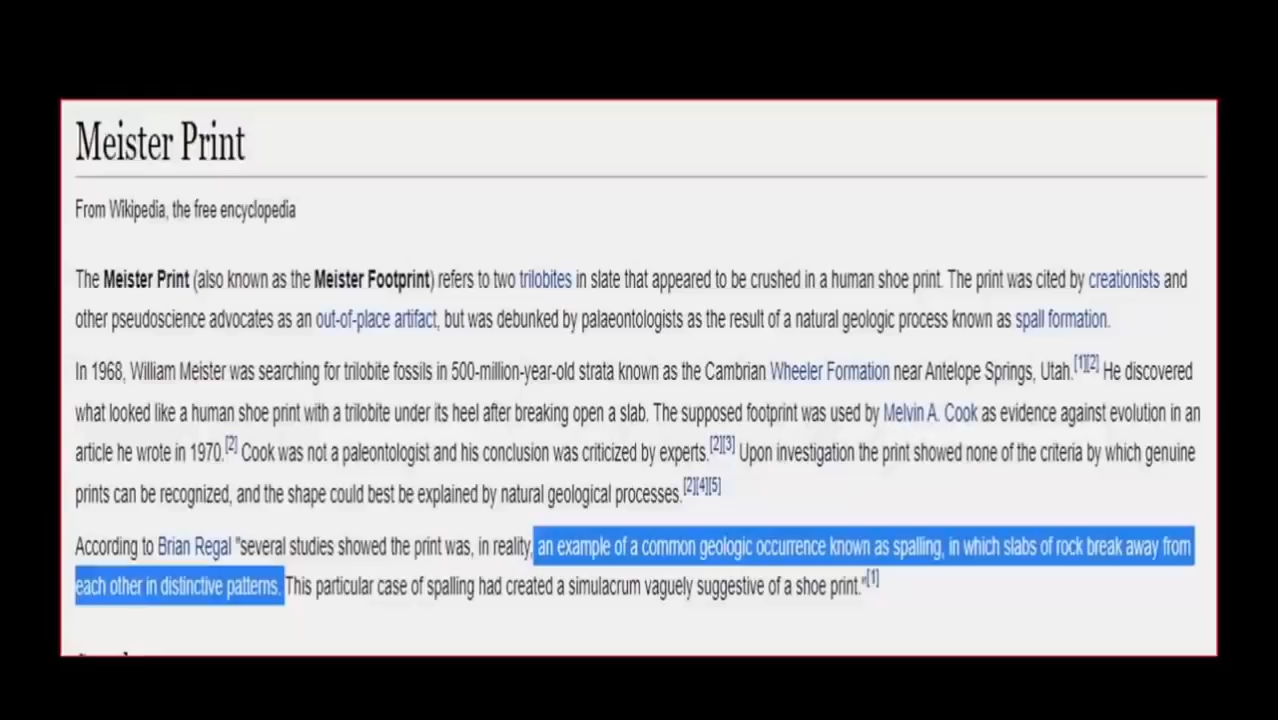 Meister Print
From Wikipedia, the free encyclopedia
The Meister Print (also known as the Meister Footprint) refers to two trilobites in slate that appeared to be crushed in a human shoe print. The print was cited by creationists and
other pseudoscience advocates as an out-of-place artifact, but was debunked by palaeontologists as the result of a natural geologic process known as spall formation.
In 1968, William Meister was searching for trilobite fossils in 500-million-year-old strata known as the Cambrian Wheeler Formation near Antelope Springs, Utah.[1][2] He discovered
what looked like a human shoe print with a trilobite under its heel after breaking open a slab. The supposed footprint was used by Melvin A. Cook as evidence against evolution in an
article he wrote in 1970.[2] Cook was not a paleontologist and his conclusion was criticized by experts.[2][3] Upon investigation the print showed none of the criteria by which genuine
prints can be recognized, and the shape could best be explained by natural geological processes.[2][4][5]
According to Brian Regal "several studies showed the print was, in reality, an example of a common geologic occurrence known as spalling, in which slabs of rock break away from
each other in distinctive patterns. This particular case of spalling had created a simulacrum vaguely suggestive of a shoe print."[1]